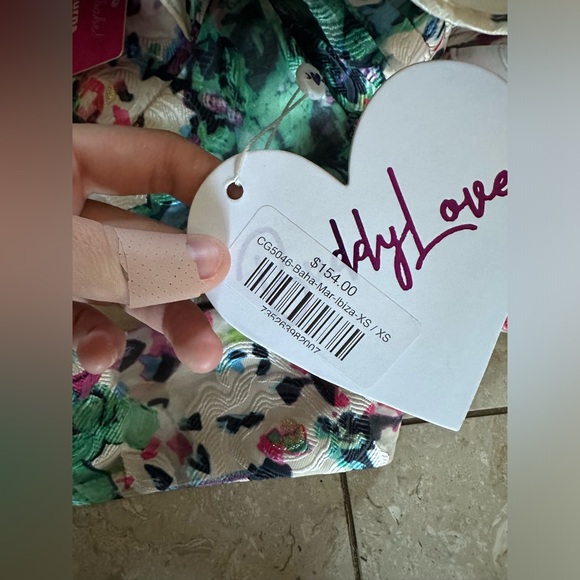 ddyLove
$154.00
CG5046-Baha-Mar-Ibiza-XS / XS